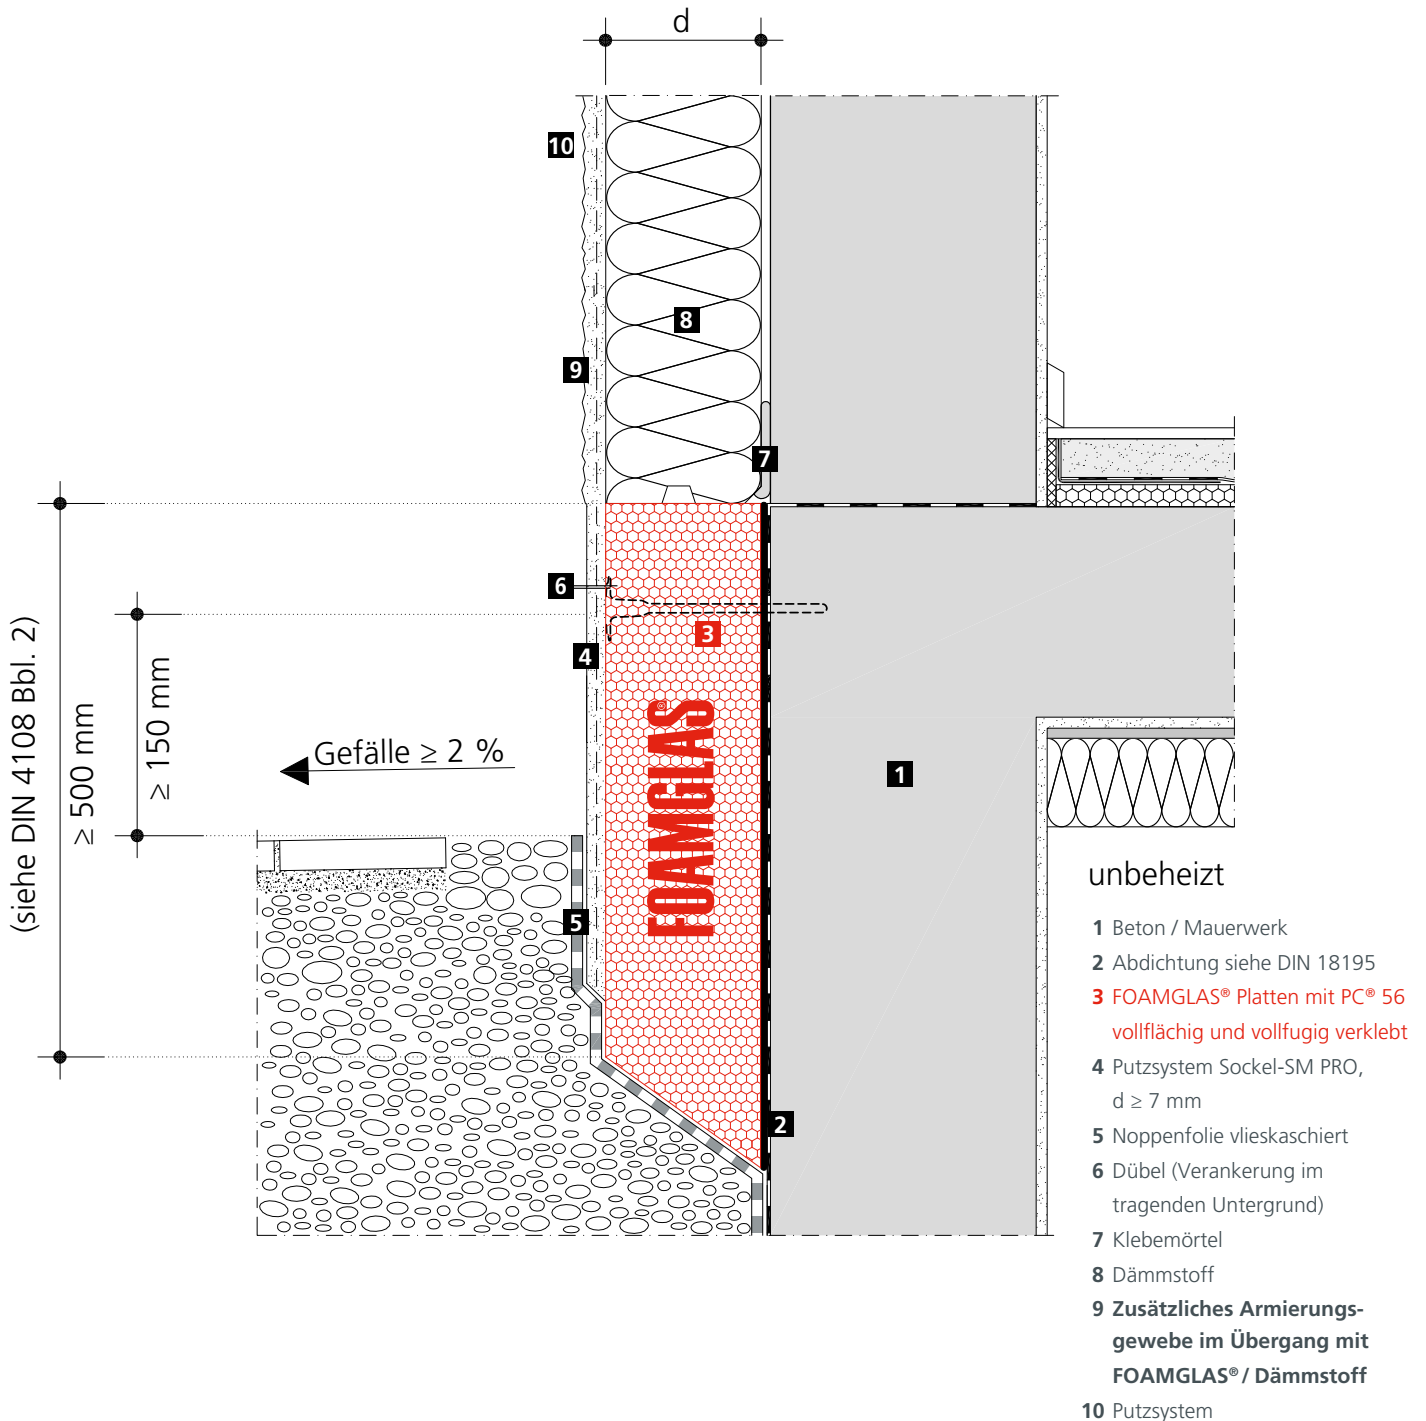 d
10
8
9
7
6
3
4
(siehe DIN 4108 Bbl. 2)
≥ 500 mm
≥ 150 mm
Gefälle ≥ 2 %
FOAMGLAS®
1
5
2
unbeheizt
1 Beton / Mauerwerk
2 Abdichtung siehe DIN 18195
3 FOAMGLAS® Platten mit PC® 56
vollflächig und vollfugig verklebt
4 Putzsystem Sockel-SM PRO,
d ≥ 7 mm
5 Noppenfolie vlieskaschiert
6 Dübel (Verankerung im
tragenden Untergrund)
7 Klebemörtel
8 Dämmstoff
9 Zusätzliches Armierungs-
gewebe im Übergang mit
FOAMGLAS® / Dämmstoff
10 Putzsystem